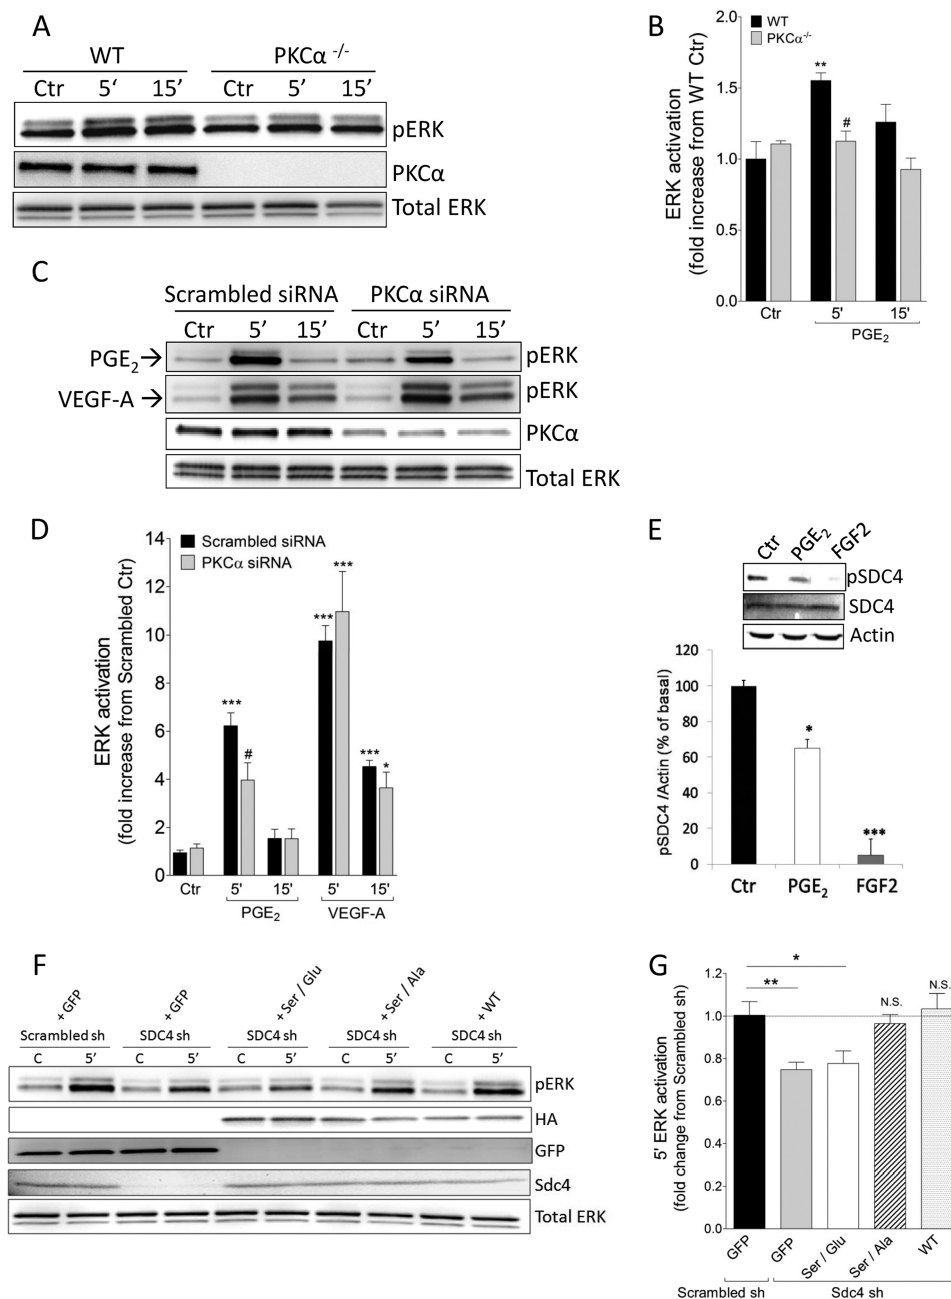 A
WT PKCα -/-
Ctr 5‘ 15’ Ctr 5’ 15’
pERK
PKCα
Total ERK
B
WT
PKCα-/-
ERK activation
(fold increase from WT Ctr)
2.0
1.5
1.0
0.5
0.0
**
#
Ctr 5' 15'
PGE2
C
Scrambled siRNA PKCα siRNA
Ctr 5’ 15’ Ctr 5’ 15’
PGE2→ pERK
VEGF-A → pERK
PKCα
Total ERK
D
Scrambled siRNA
PKCα siRNA
ERK activation
(fold increase from Scrambled Ctr)
14
12
10
8
6
4
2
0
***
#
***
***
***
*
Ctr 5' 15' 5' 15'
PGE2 VEGF-A
E
Ctr PGE2 FGF2
pSDC4
SDC4
Actin
pSDC4 /Actin (% of basal)
120
100
80
60
40
20
0
*
***
Ctr PGE2 FGF2
F
+ GFP + GFP + Ser / Glu + Ser / Ala + WT
Scrambled sh SDC4 sh SDC4 sh SDC4 sh SDC4 sh
C 5’ C 5’ C 5’ C 5’ C 5’
pERK
HA
GFP
Sdc4
Total ERK
G
5' ERK activation
(fold change from Scrambled sh)
1.2
1.0
0.8
0.6
0.4
0.2
0.0
*
**
N.S.
N.S.
GFP GFP Ser / Glu Ser / Ala WT
Scrambled sh Sdc4 sh